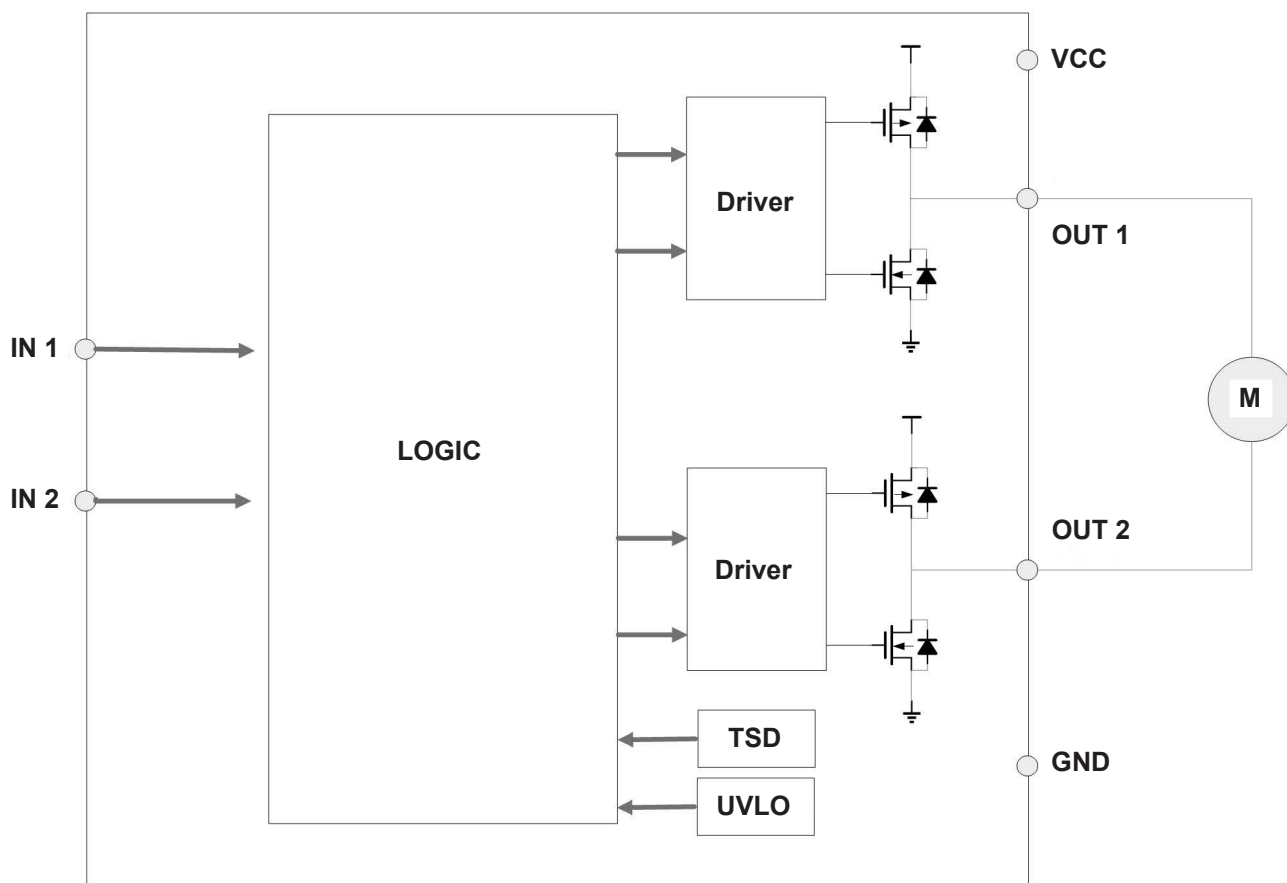 VCC
Driver
OUT 1
IN 1
M
LOGIC
IN 2
OUT 2
Driver
TSD
GND
UVLO